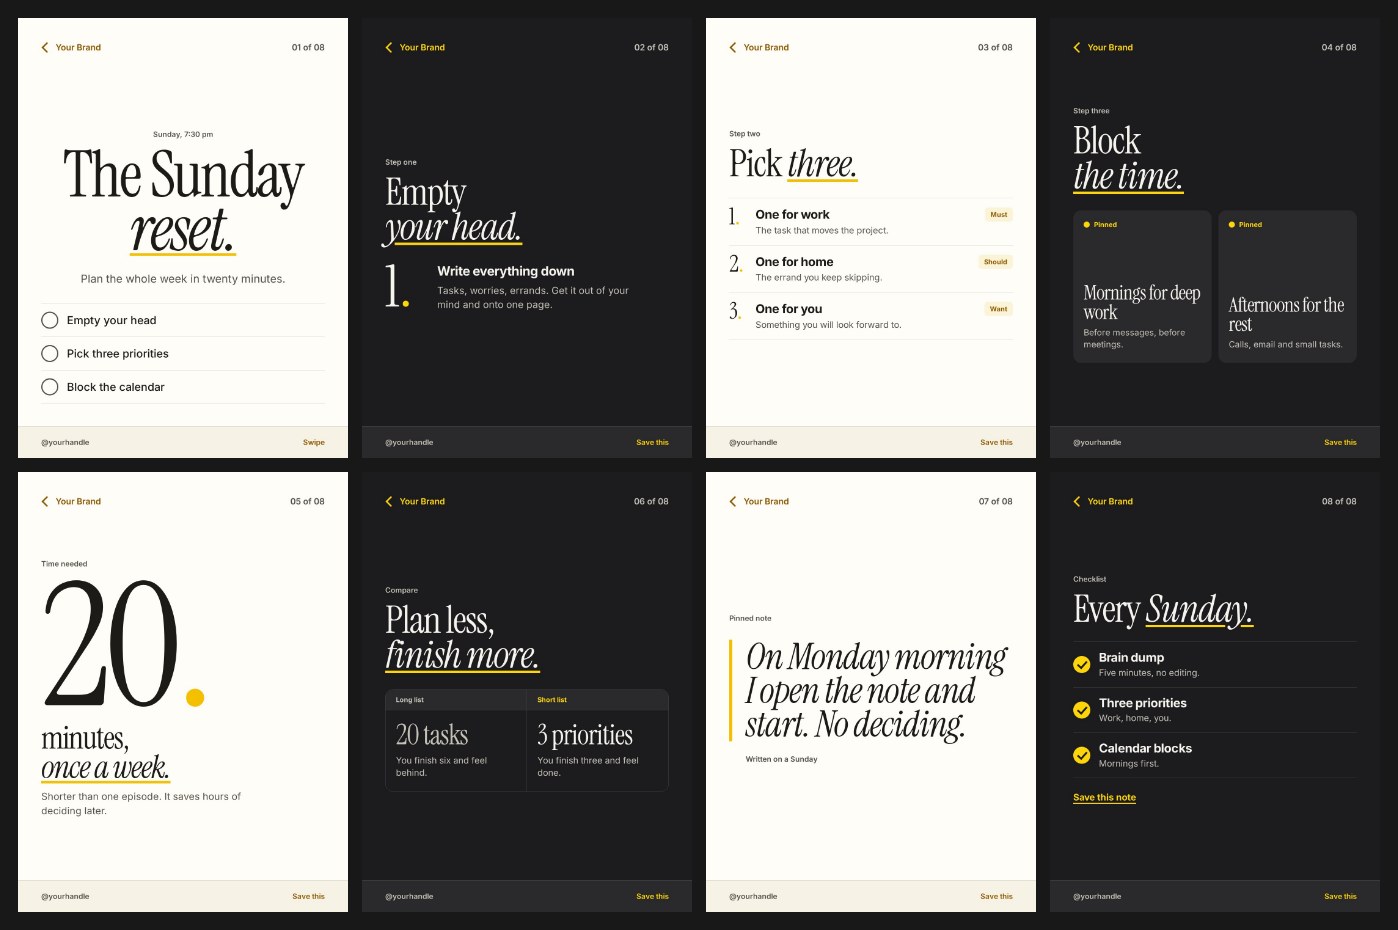 Your Brand
01 of 08
Sunday, 7:30 pm
The Sunday
reset.
Plan the whole week in twenty minutes.
Empty your head
Pick three priorities
Block the calendar
@yourhandle
Swipe
Your Brand
02 of 08
Step one
Empty
your head.
1.
Write everything down
Tasks, worries, errands. Get it out of your
mind and onto one page.
@yourhandle
Save this
Your Brand
03 of 08
Step two
Pick three.
1.
One for work
Must
The task that moves the project.
2.
One for home
Should
The errand you keep skipping.
3.
One for you
Want
Something you will look forward to.
@yourhandle
Save this
Your Brand
04 of 08
Step three
Block
the time.
Pinned
Mornings for deep
work
Before messages, before
meetings.
Pinned
Afternoons for the
rest
Calls, email and small tasks.
@yourhandle
Save this
Your Brand
05 of 08
Time needed
20.
minutes,
once a week.
Shorter than one episode. It saves hours of
deciding later.
@yourhandle
Save this
Your Brand
06 of 08
Compare
Plan less,
finish more.
Long list
20 tasks
You finish six and feel
behind.
Short list
3 priorities
You finish three and feel
done.
@yourhandle
Save this
Your Brand
07 of 08
Pinned note
On Monday morning
I open the note and
start. No deciding.
Written on a Sunday
@yourhandle
Save this
Your Brand
08 of 08
Checklist
Every Sunday.
Brain dump
Five minutes, no editing.
Three priorities
Work, home, you.
Calendar blocks
Mornings first.
Save this note
@yourhandle
Save this